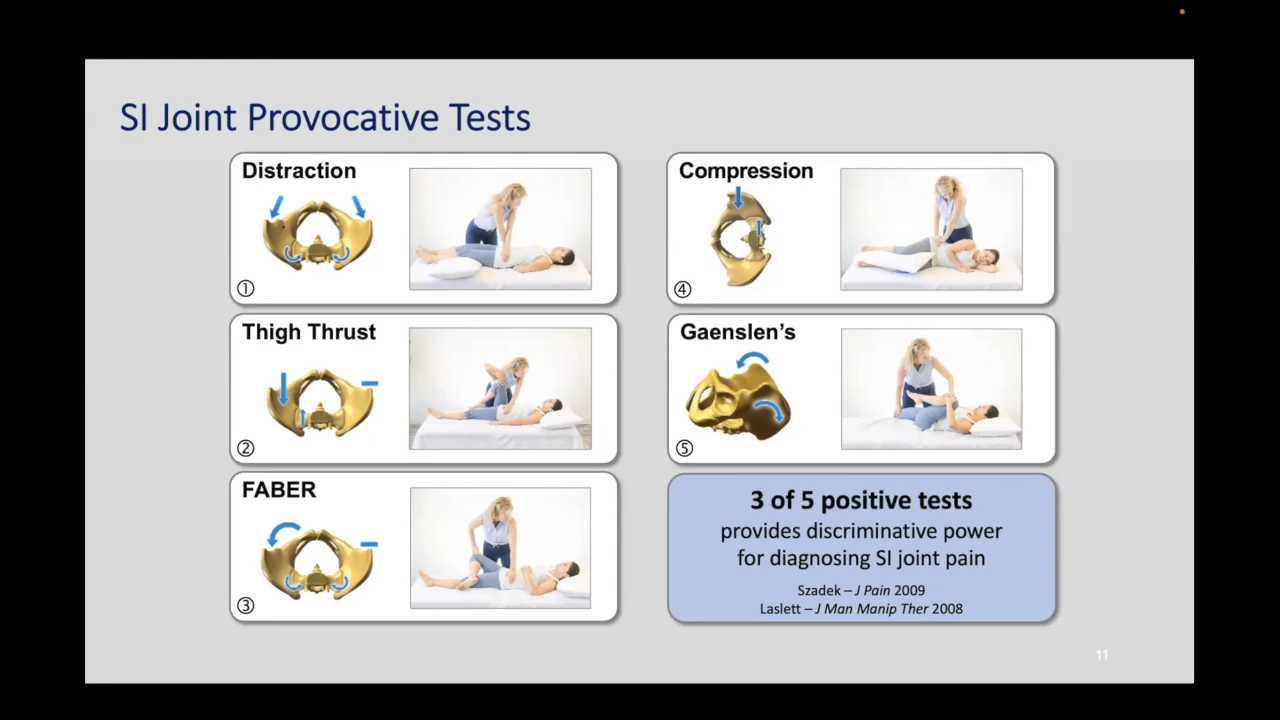 SI Joint Provocative Tests
Distraction
①
Thigh Thrust
②
FABER
③
Compression
④
Gaenslen's
⑤
3 of 5 positive tests
provides discriminative power
for diagnosing SI joint pain
Szadek – J Pain 2009
Laslett – J Man Manip Ther 2008
11